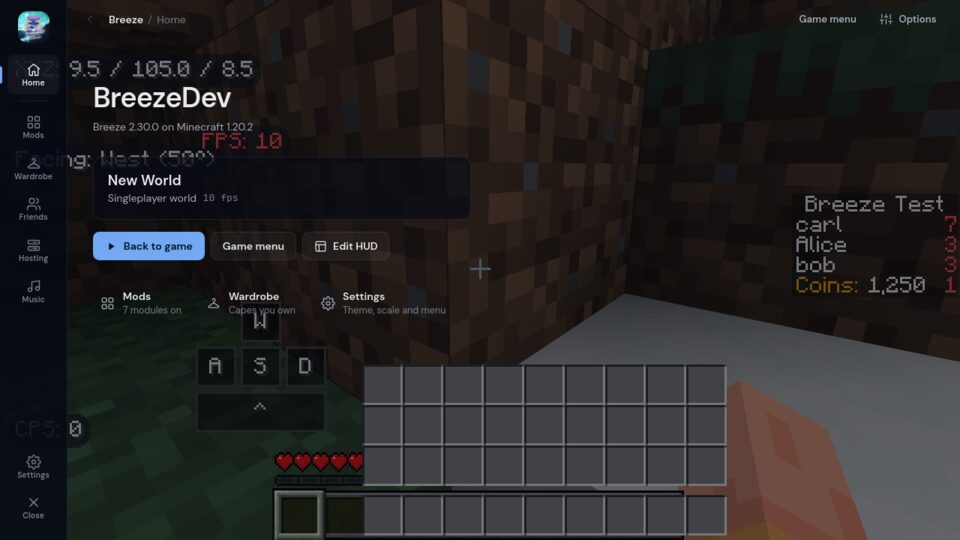 Breeze / Home
Game menu
Options
XYZ: 9.5 / 105.0 / 8.5
Home
BreezeDev
Breeze 2.30.0 on Minecraft 1.20.2
FPS: 10
Mods
Facing: West (50°)
Wardrobe
New World
Singleplayer world 10 fps
Friends
Breeze Test
carl 7
Alice 3
bob 3
Coins: 1,250 1
Back to game
Game menu
Edit HUD
Hosting
Music
Mods
7 modules on
Wardrobe
Capes you own
Settings
Theme, scale and menu
W
A S D
^
CPS: 0
Settings
Close